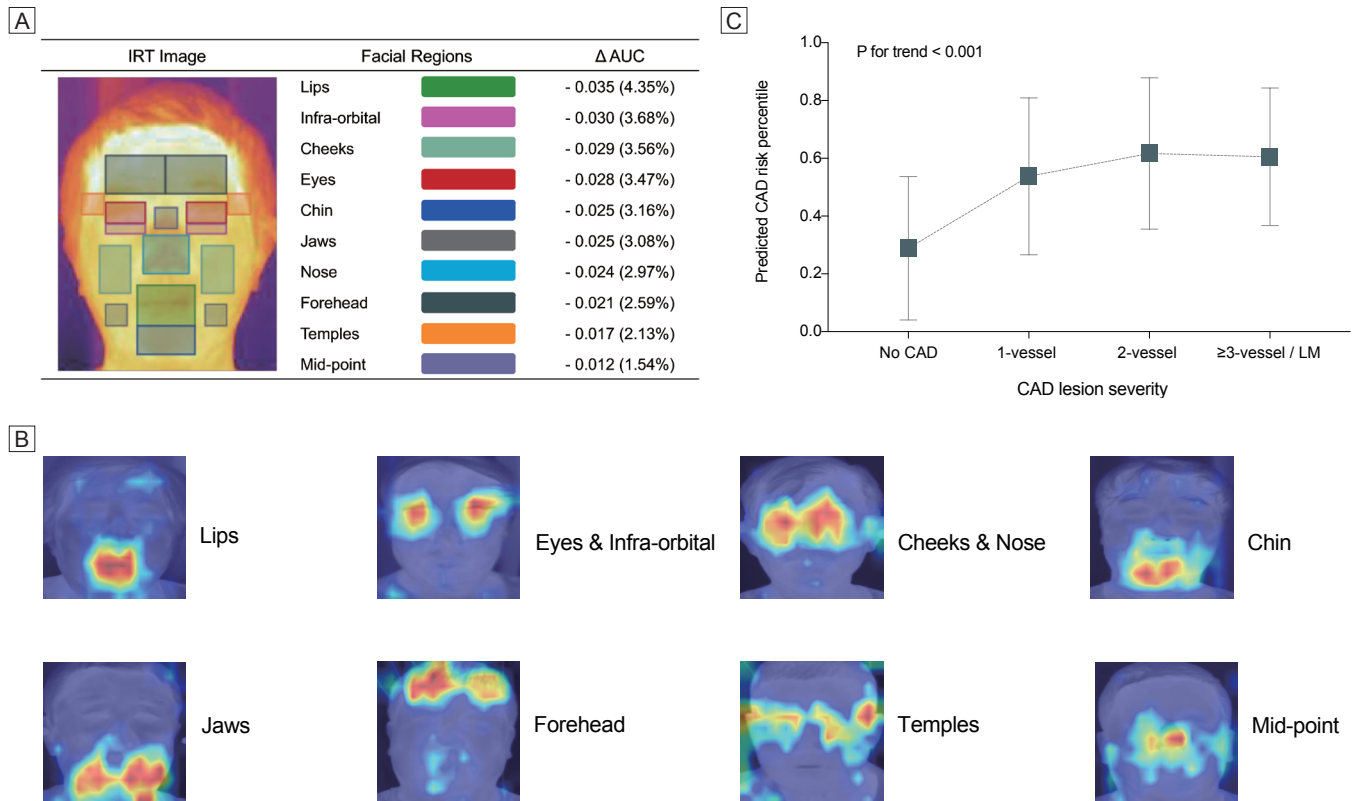 A
IRT Image Facial Regions Δ AUC
Lips - 0.035 (4.35%)
Infra-orbital - 0.030 (3.68%)
Cheeks - 0.029 (3.56%)
Eyes - 0.028 (3.47%)
Chin - 0.025 (3.16%)
Jaws - 0.025 (3.08%)
Nose - 0.024 (2.97%)
Forehead - 0.021 (2.59%)
Temples - 0.017 (2.13%)
Mid-point - 0.012 (1.54%)
C
P for trend < 0.001
Predicted CAD risk percentile
1.0
0.8
0.6
0.4
0.2
0.0
No CAD 1-vessel 2-vessel ≥3-vessel / LM
CAD lesion severity
B
Lips
Eyes & Infra-orbital
Cheeks & Nose
Chin
Jaws
Forehead
Temples
Mid-point